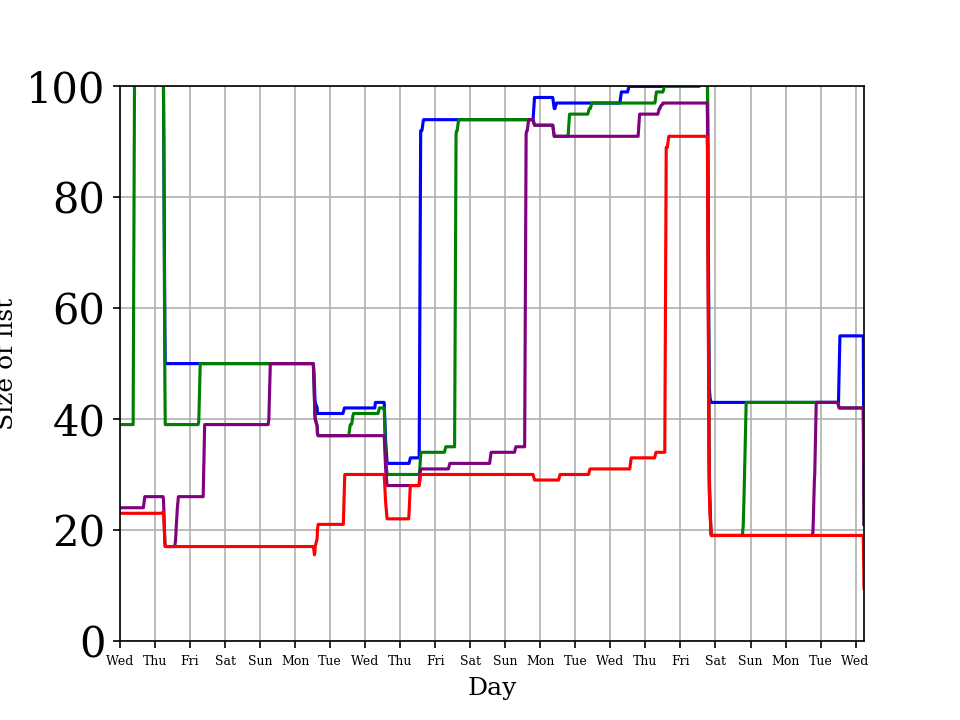 100
80
60
40
20
0
Size of list
Wed Thu Fri Sat Sun Mon Tue Wed Thu Fri Sat Sun Mon Tue Wed Thu Fri Sat Sun Mon Tue Wed
Day